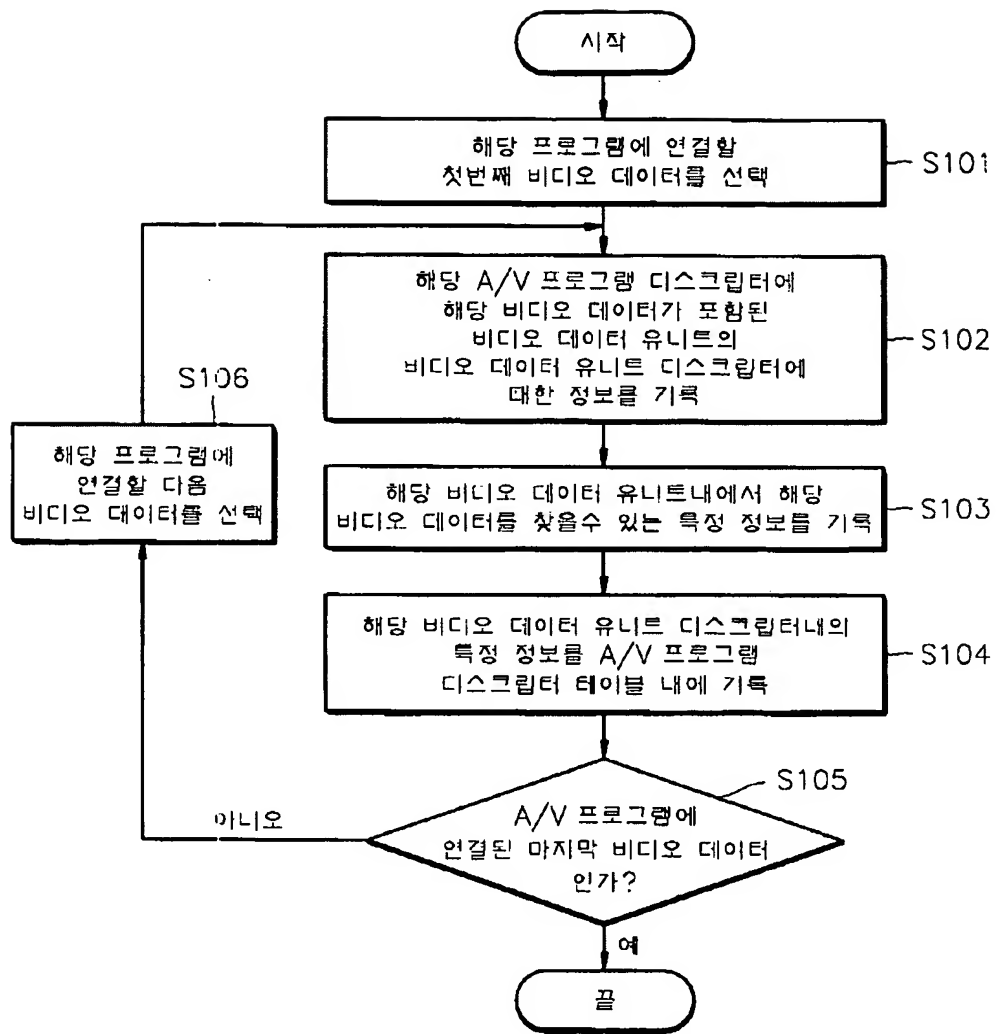 시작
해당 프로그램에 연결할
첫번째 비디오 데이터를 선택
S101
해당 A/V 프로그램 디스크립터에
해당 비디오 데이터가 포함된
비디오 데이터 유니트의
비디오 데이터 유니트 디스크립터에
대한 정보를 기록
S102
S106
해당 프로그램에
연결할 다음
비디오 데이터를 선택
해당 비디오 데이터 유니트내에서 해당
비디오 데이터를 찾을수 있는 특정 정보를 기록
S103
해당 비디오 데이터 유니트 디스크립터내의
특정 정보를 A/V 프로그램
디스크립터 테이블 내에 기록
S104
S105
A/V 프로그램에
연결된 마지막 비디오 데이터
인가?
아니오
예
끝